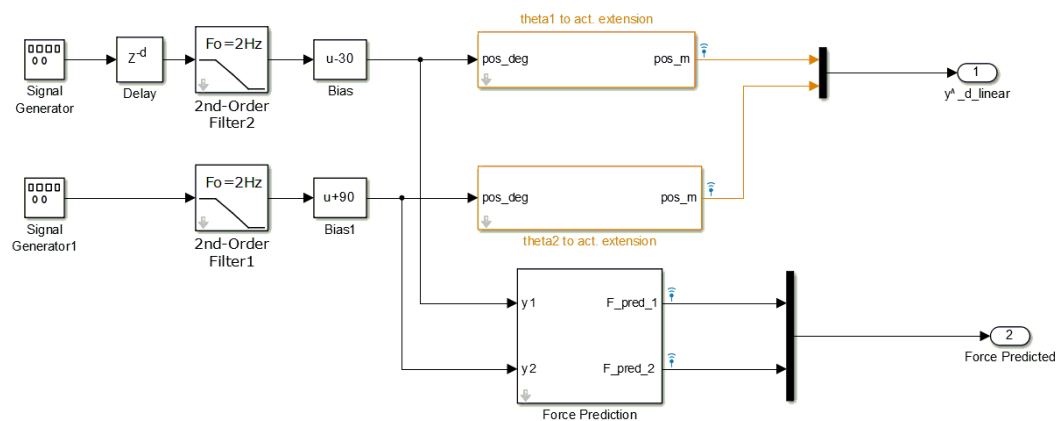 theta1 to act. extension
Signal
Generator
Z-d
Delay
Fo=2Hz
2nd-Order
Filter2
u-30
Bias
pos_deg
pos_m
1
y^_d_linear
Signal
Generator1
Fo=2Hz
2nd-Order
Filter1
u+90
Bias1
pos_deg
pos_m
theta2 to act. extension
y1
F_pred_1
y2
F_pred_2
Force Prediction
2
Force Predicted